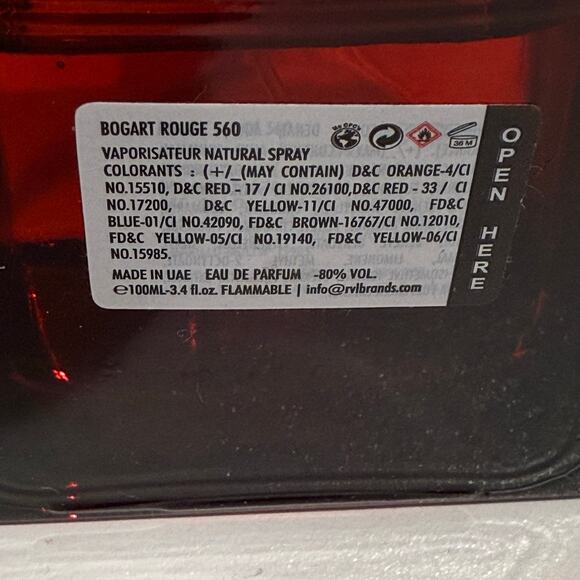 BOGART ROUGE 560
VAPORISATEUR NATURAL SPRAY
COLORANTS : (+/_(MAY CONTAIN) D&C ORANGE-4/CI
NO.15510, D&C RED - 17 / CI NO.26100,D&C RED - 33 / CI
NO.17200, D&C YELLOW-11/CI NO.47000, FD&C
BLUE-01/CI NO.42090, FD&C BROWN-16767/CI NO.12010,
FD&C YELLOW-05/CI NO.19140, FD&C YELLOW-06/CI
NO.15985.
MADE IN UAE EAU DE PARFUM -80% VOL.
℮100ML-3.4 fl.oz. FLAMMABLE | info@rvlbrands.com
No CFC's
36 M
OPEN HERE